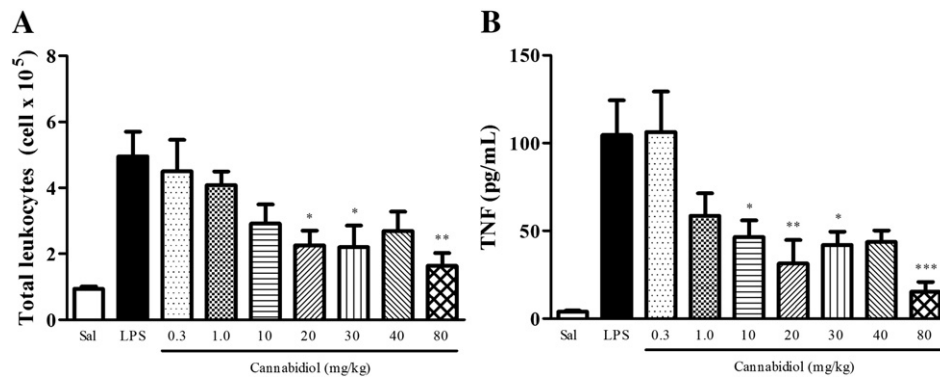 A
Total leukocytes (cell x 10⁵)
8
6
4
2
0
* * **
Sal LPS 0.3 1.0 10 20 30 40 80
Cannabidiol (mg/kg)
B
TNF (pg/mL)
150
100
50
0
* ** * ***
Sal LPS 0.3 1.0 10 20 30 40 80
Cannabidiol (mg/kg)